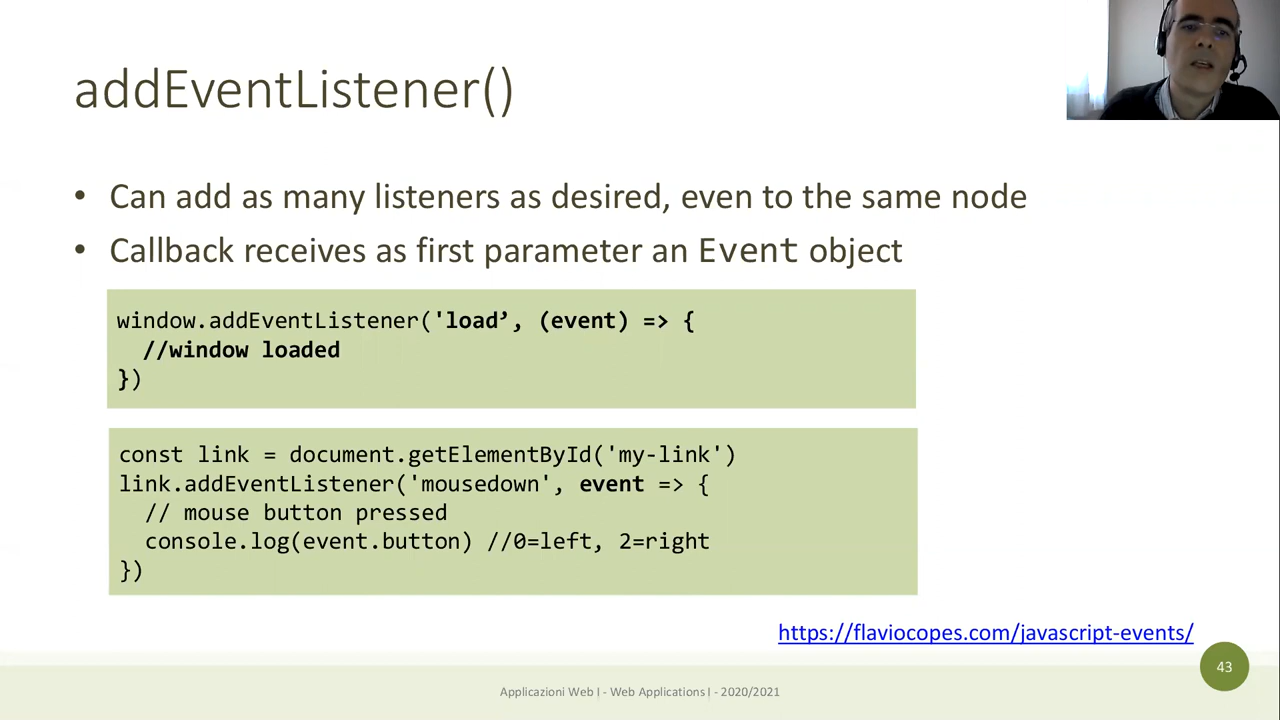 addEventListener()
• Can add as many listeners as desired, even to the same node
• Callback receives as first parameter an Event object
window.addEventListener('load’, (event) => {
  //window loaded
})
const link = document.getElementById('my-link')
link.addEventListener('mousedown', event => {
  // mouse button pressed
  console.log(event.button) //0=left, 2=right
})
https://flaviocopes.com/javascript-events/
43
Applicazioni Web I - Web Applications I - 2020/2021